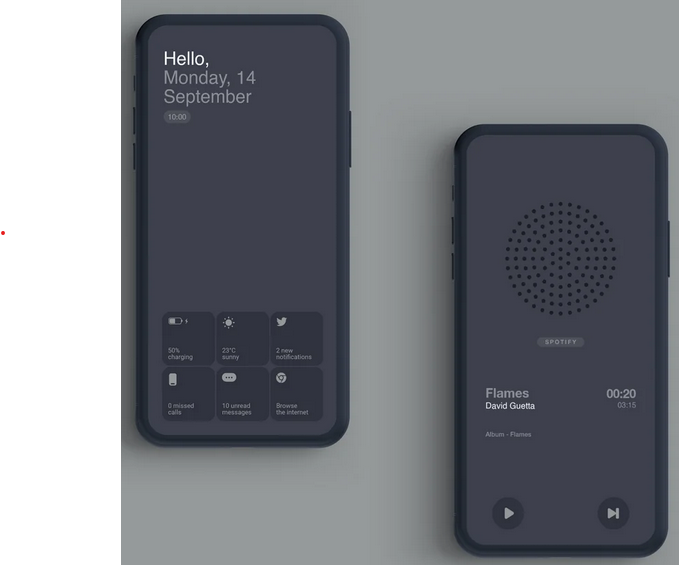 Hello,
Monday, 14
September
10:00
50%
charging
23°C
sunny
2 new
notifications
0 missed
calls
10 unread
messages
Browse
the internet
SPOTIFY
Flames
00:20
David Guetta
03:15
Album - Flames